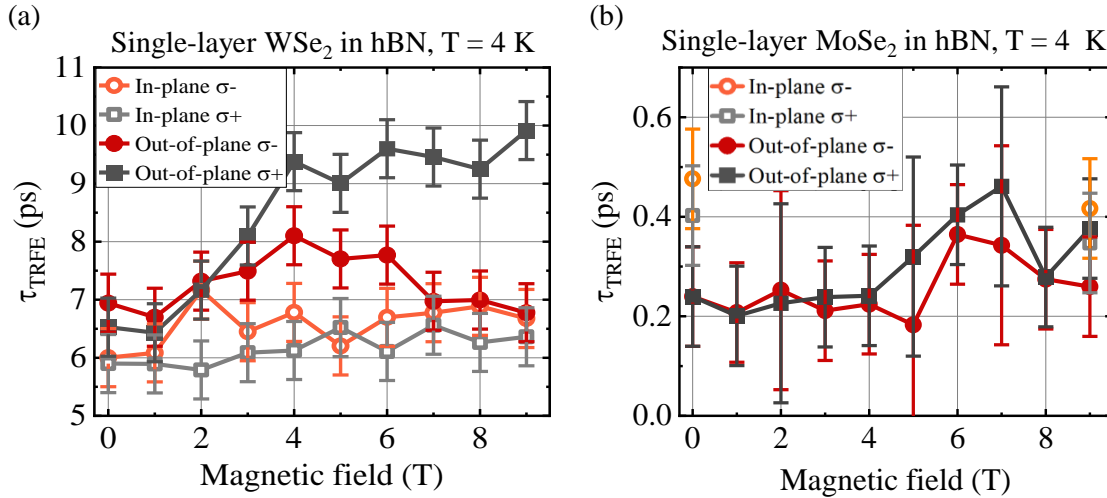 (a)
Single-layer WSe₂ in hBN, T = 4 K
11
10
9
8
7
6
5
τTRFE (ps)
In-plane σ-
In-plane σ+
Out-of-plane σ-
Out-of-plane σ+
0 2 4 6 8
Magnetic field (T)
(b)
Single-layer MoSe₂ in hBN, T = 4 K
0.6
0.4
0.2
0.0
τTRFE (ps)
In-plane σ-
In-plane σ+
Out-of-plane σ-
Out-of-plane σ+
0 2 4 6 8
Magnetic field (T)